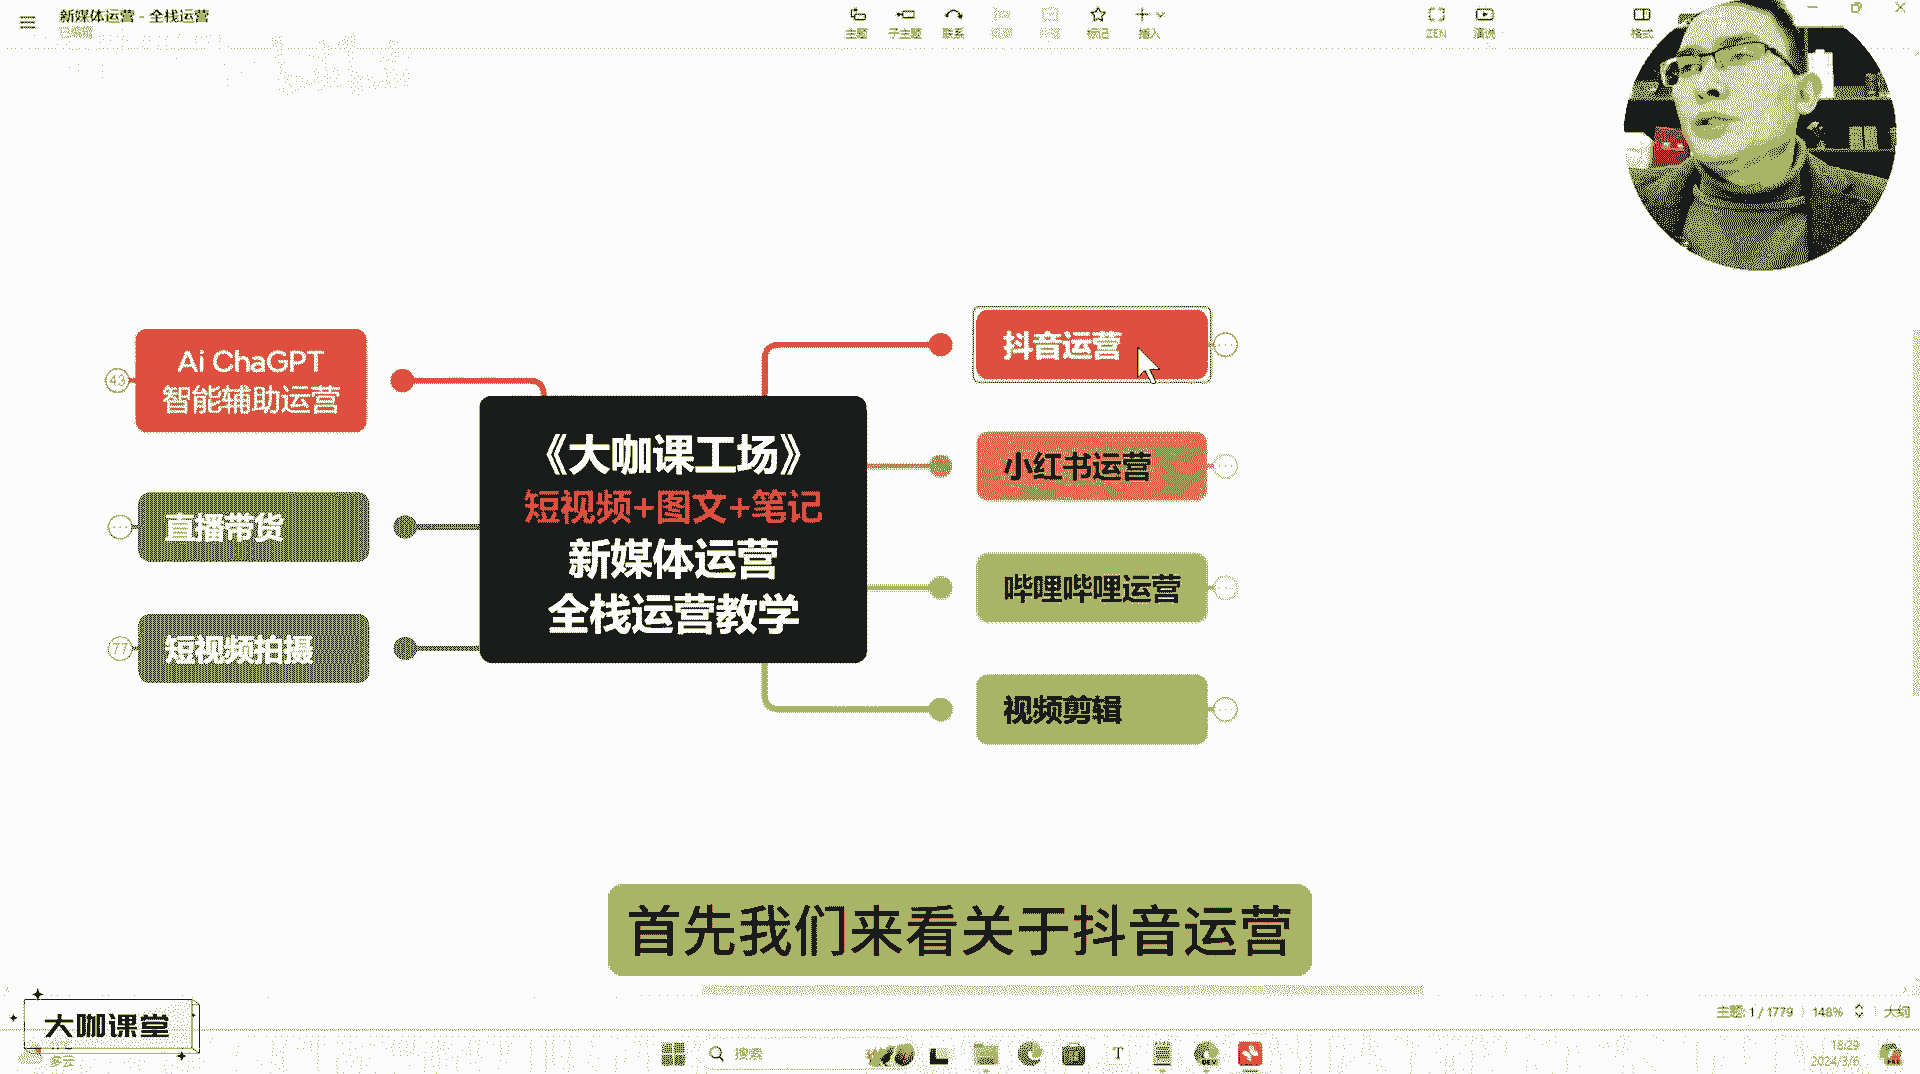 新媒体运营 - 全栈运营
已编辑
主题 子主题 联系 概要 外框 标记 插入
ZEN 演说 格式
Ai ChaGPT
智能辅助运营
43
直播带货
短视频拍摄
77
《大咖课工场》
短视频+图文+笔记
新媒体运营
全栈运营教学
抖音运营
小红书运营
哔哩哔哩运营
视频剪辑
首先我们来看关于抖音运营
大咖课堂
多云
主题: 1 / 1779 148% 大纲
搜索
18:29
2024/3/6